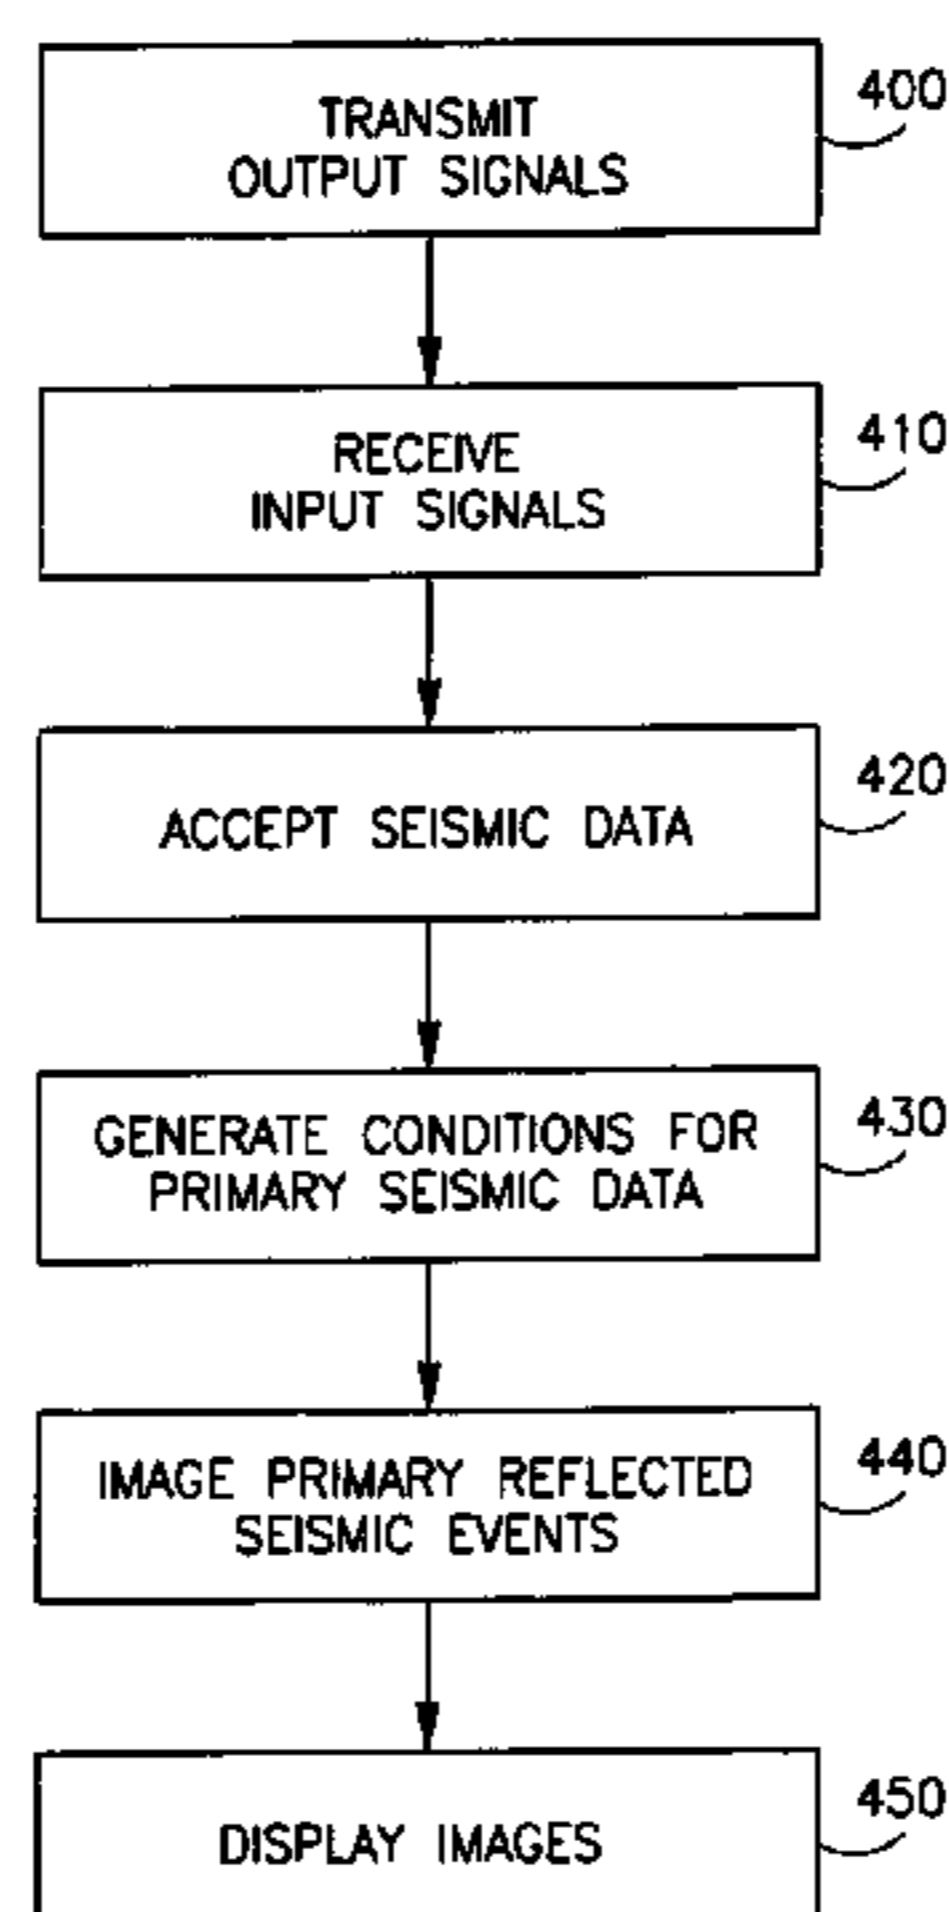 TRANSMIT
OUTPUT SIGNALS
400
RECEIVE
INPUT SIGNALS
410
ACCEPT SEISMIC DATA
420
GENERATE CONDITIONS FOR
PRIMARY SEISMIC DATA
430
IMAGE PRIMARY REFLECTED
SEISMIC EVENTS
440
DISPLAY IMAGES
450